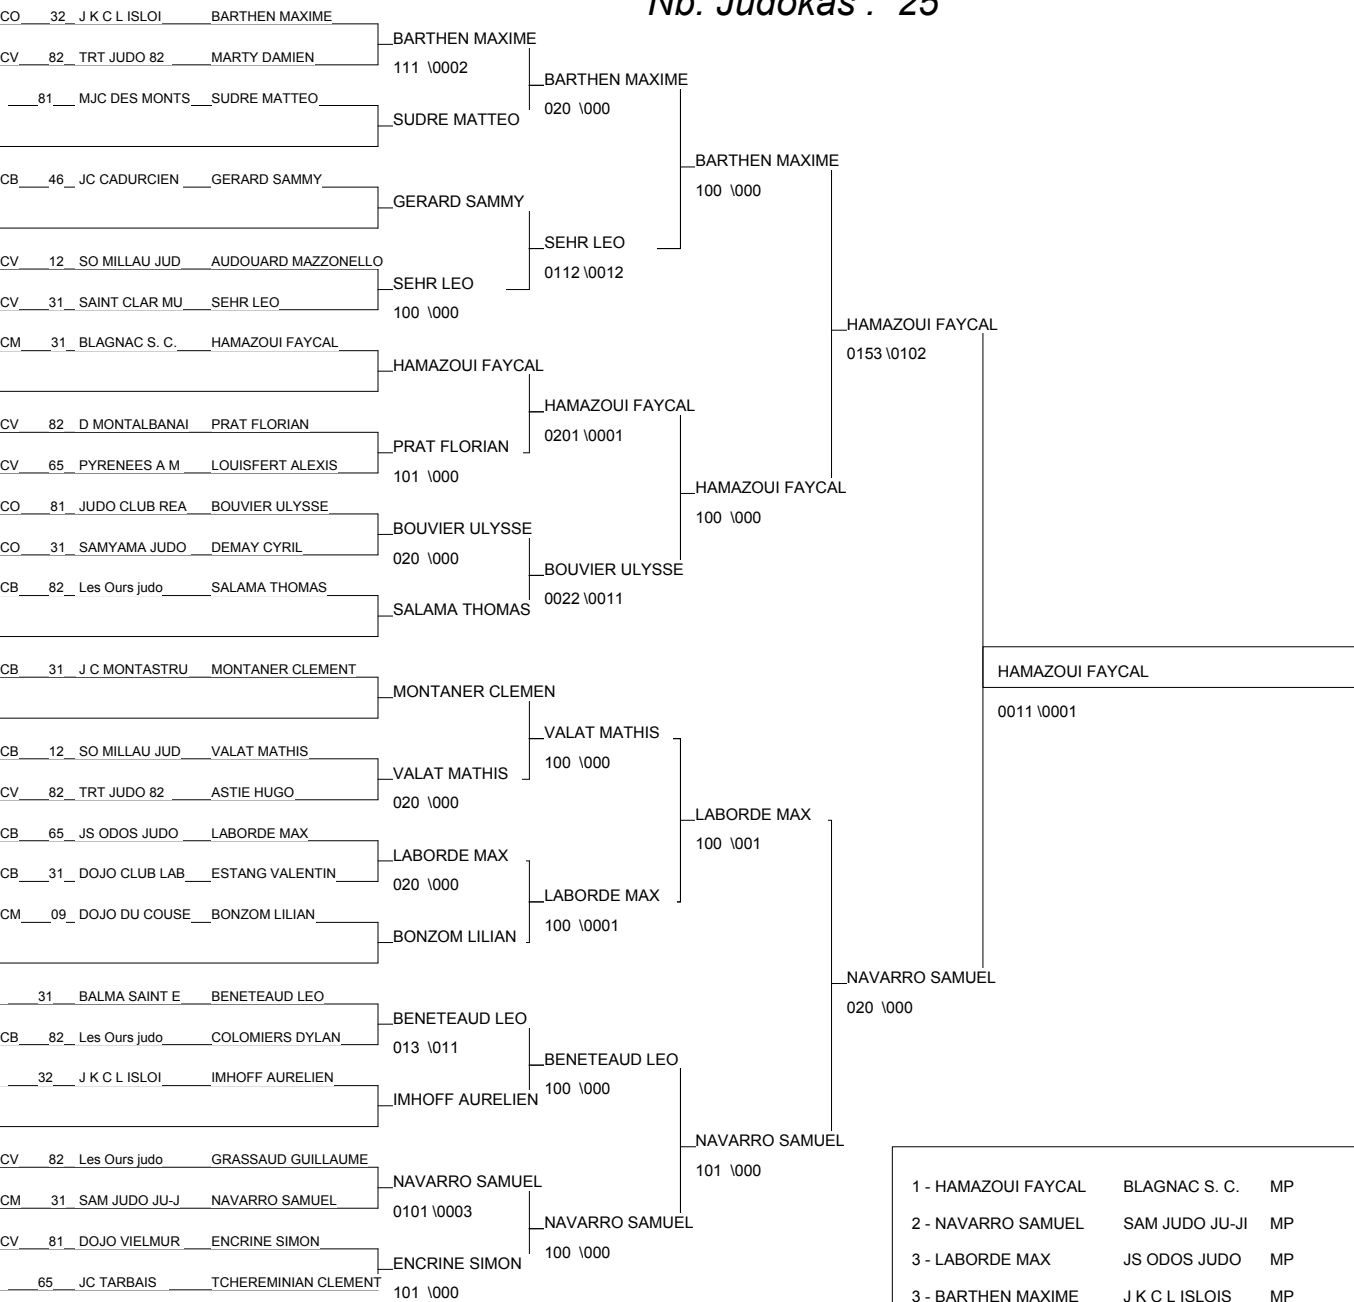 Nb. Judokas : 25
CO 32 J K C L ISLOI BARTHEN MAXIME
BARTHEN MAXIME
CV 82 TRT JUDO 82 MARTY DAMIEN
111 \0002
BARTHEN MAXIME
81 MJC DES MONTS SUDRE MATTEO
020 \000
SUDRE MATTEO
BARTHEN MAXIME
CB 46 JC CADURCIEN GERARD SAMMY
100 \000
GERARD SAMMY
SEHR LEO
CV 12 SO MILLAU JUD AUDOUARD MAZZONELLO
0112 \0012
SEHR LEO
CV 31 SAINT CLAR MU SEHR LEO
100 \000
HAMAZOUI FAYCAL
CM 31 BLAGNAC S. C. HAMAZOUI FAYCAL
0153 \0102
HAMAZOUI FAYCAL
HAMAZOUI FAYCAL
CV 82 D MONTALBANAI PRAT FLORIAN
0201 \0001
PRAT FLORIAN
CV 65 PYRENEES A M LOUISFERT ALEXIS
101 \000
HAMAZOUI FAYCAL
CO 81 JUDO CLUB REA BOUVIER ULYSSE
100 \000
BOUVIER ULYSSE
CO 31 SAMYAMA JUDO DEMAY CYRIL
020 \000
BOUVIER ULYSSE
CB 82 Les Ours judo SALAMA THOMAS
0022 \0011
SALAMA THOMAS
CB 31 J C MONTASTRU MONTANER CLEMENT
HAMAZOUI FAYCAL
MONTANER CLEMEN
0011 \0001
VALAT MATHIS
CB 12 SO MILLAU JUD VALAT MATHIS
100 \000
VALAT MATHIS
CV 82 TRT JUDO 82 ASTIE HUGO
020 \000
LABORDE MAX
CB 65 JS ODOS JUDO LABORDE MAX
100 \001
LABORDE MAX
CB 31 DOJO CLUB LAB ESTANG VALENTIN
020 \000
LABORDE MAX
CM 09 DOJO DU COUSE BONZOM LILIAN
100 \0001
BONZOM LILIAN
NAVARRO SAMUEL
31 BALMA SAINT E BENETEAUD LEO
020 \000
BENETEAUD LEO
CB 82 Les Ours judo COLOMIERS DYLAN
013 \011
BENETEAUD LEO
32 J K C L ISLOI IMHOFF AURELIEN
100 \000
IMHOFF AURELIEN
NAVARRO SAMUEL
CV 82 Les Ours judo GRASSAUD GUILLAUME
101 \000
NAVARRO SAMUEL
1 - HAMAZOUI FAYCAL BLAGNAC S. C. MP
CM 31 SAM JUDO JU-J NAVARRO SAMUEL
0101 \0003
NAVARRO SAMUEL
2 - NAVARRO SAMUEL SAM JUDO JU-JI MP
CV 81 DOJO VIELMUR ENCRINE SIMON
100 \000
ENCRINE SIMON
3 - LABORDE MAX JS ODOS JUDO MP
65 JC TARBAIS TCHEREMINIAN CLEMENT
101 \000
3 - BARTHEN MAXIME J K C L ISLOIS MP